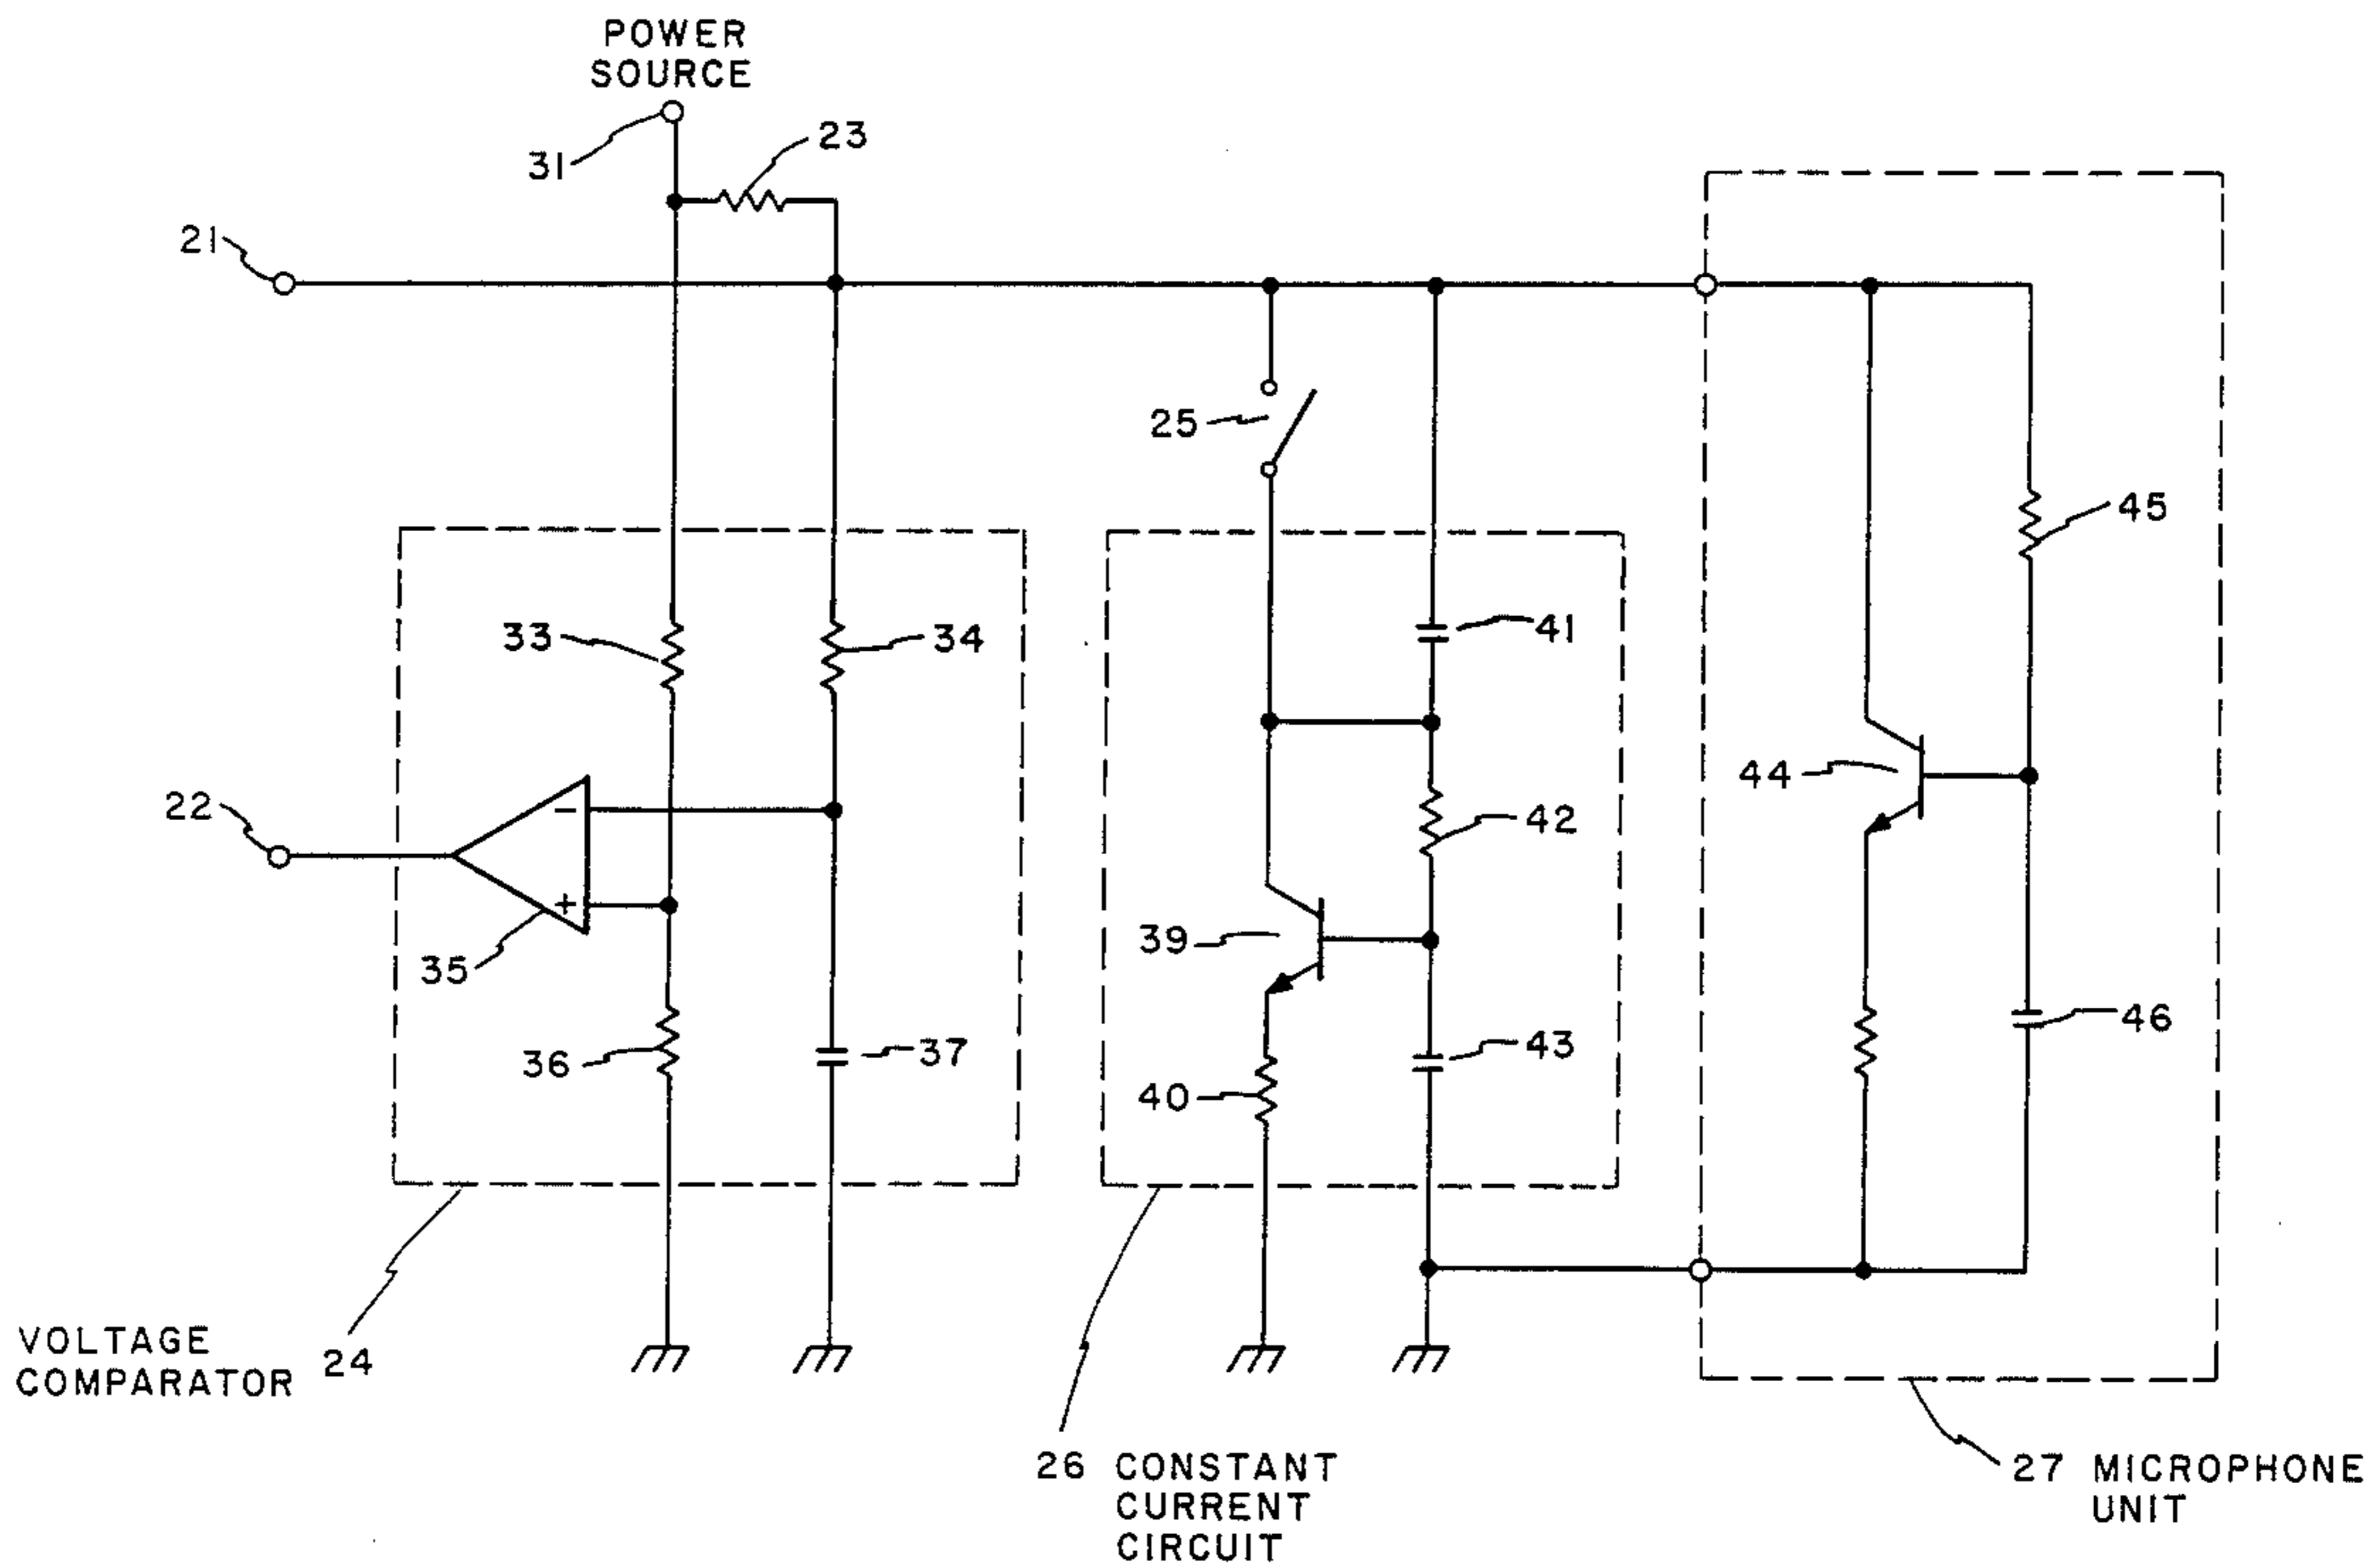 POWER
SOURCE
31
23
21
25
45
33
34
41
44
22
42
39
35
36
37
43
40
46
VOLTAGE
COMPARATOR
24
26 CONSTANT
CURRENT
CIRCUIT
27 MICROPHONE
UNIT
-
+